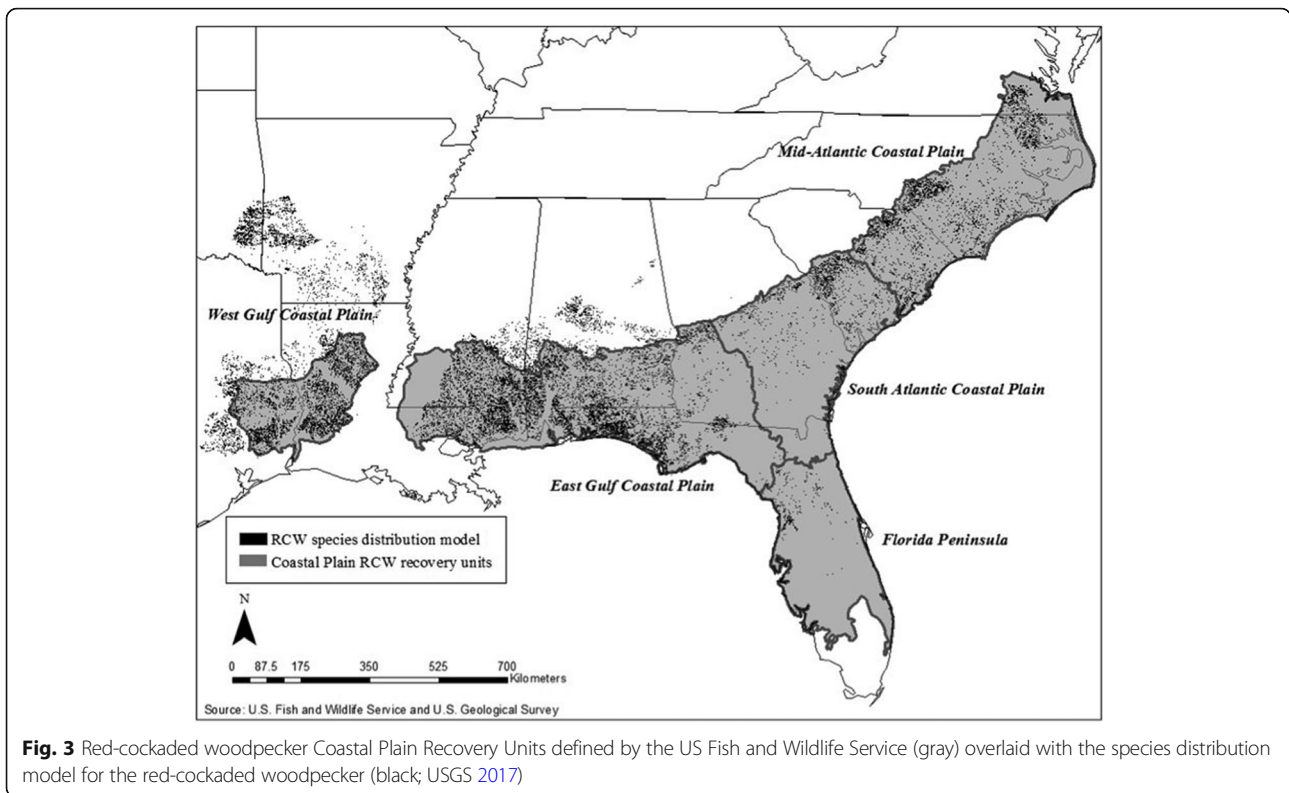 Mid-Atlantic Coastal Plain
West Gulf Coastal Plain
South Atlantic Coastal Plain
East Gulf Coastal Plain
Florida Peninsula
RCW species distribution model
Coastal Plain RCW recovery units
N
0 87.5 175 350 525 700
Kilometers
Source: U.S. Fish and Wildlife Service and U.S. Geological Survey
Fig. 3 Red-cockaded woodpecker Coastal Plain Recovery Units defined by the US Fish and Wildlife Service (gray) overlaid with the species distribution
model for the red-cockaded woodpecker (black; USGS 2017)